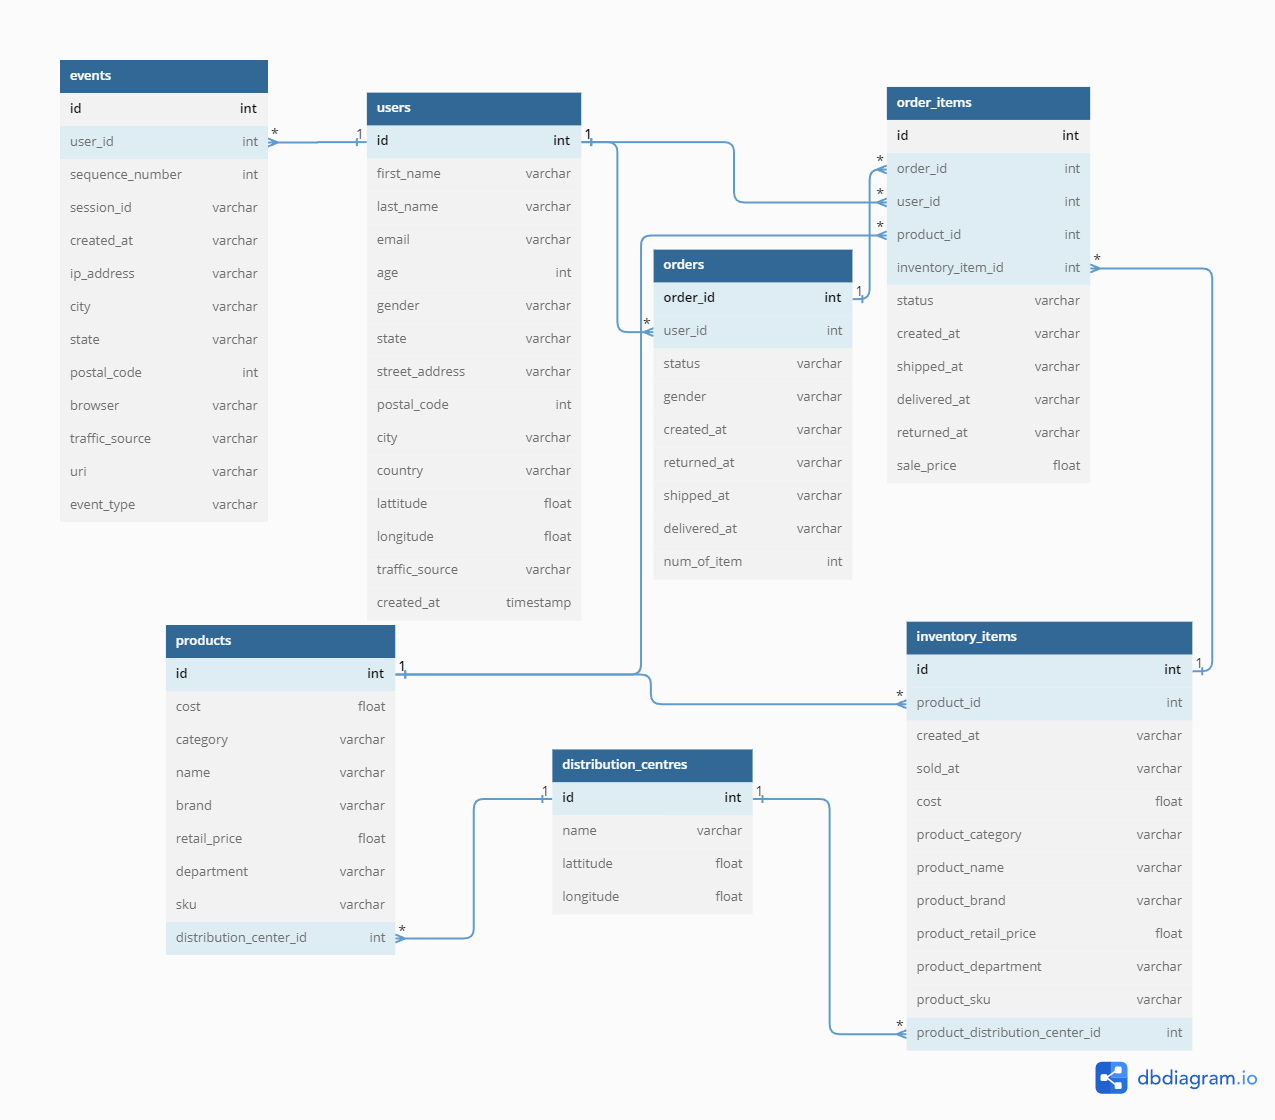 events
id int
user_id int
sequence_number int
session_id varchar
created_at varchar
ip_address varchar
city varchar
state varchar
postal_code int
browser varchar
traffic_source varchar
uri varchar
event_type varchar
* 1
users
id int
first_name varchar
last_name varchar
email varchar
age int
gender varchar
state varchar
street_address varchar
postal_code int
city varchar
country varchar
lattitude float
longitude float
traffic_source varchar
created_at timestamp
1
*
orders
order_id int
user_id int
status varchar
gender varchar
created_at varchar
returned_at varchar
shipped_at varchar
delivered_at varchar
num_of_item int
1
*
*
*
order_items
id int
order_id int
user_id int
product_id int
inventory_item_id int
status varchar
created_at varchar
shipped_at varchar
delivered_at varchar
returned_at varchar
sale_price float
*
products
id int
cost float
category varchar
name varchar
brand varchar
retail_price float
department varchar
sku varchar
distribution_center_id int
1
*
1
distribution_centres
id int
name varchar
lattitude float
longitude float
1
*
*
inventory_items
id int
product_id int
created_at varchar
sold_at varchar
cost float
product_category varchar
product_name varchar
product_brand varchar
product_retail_price float
product_department varchar
product_sku varchar
product_distribution_center_id int
1
dbdiagram.io